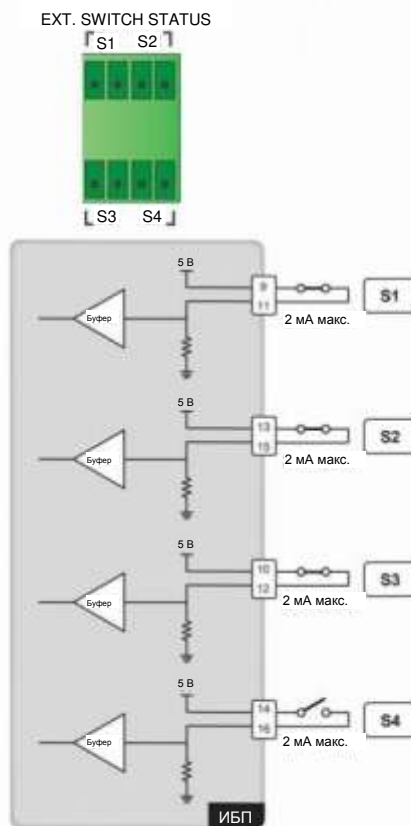 EXT. SWITCH STATUS
S1 S2
S3 S4
5 В
9
11
Буфер
2 мА макс.
S1
5 В
13
15
Буфер
2 мА макс.
S2
5 В
10
12
Буфер
2 мА макс.
S3
5 В
14
16
Буфер
2 мА макс.
S4
ИБП